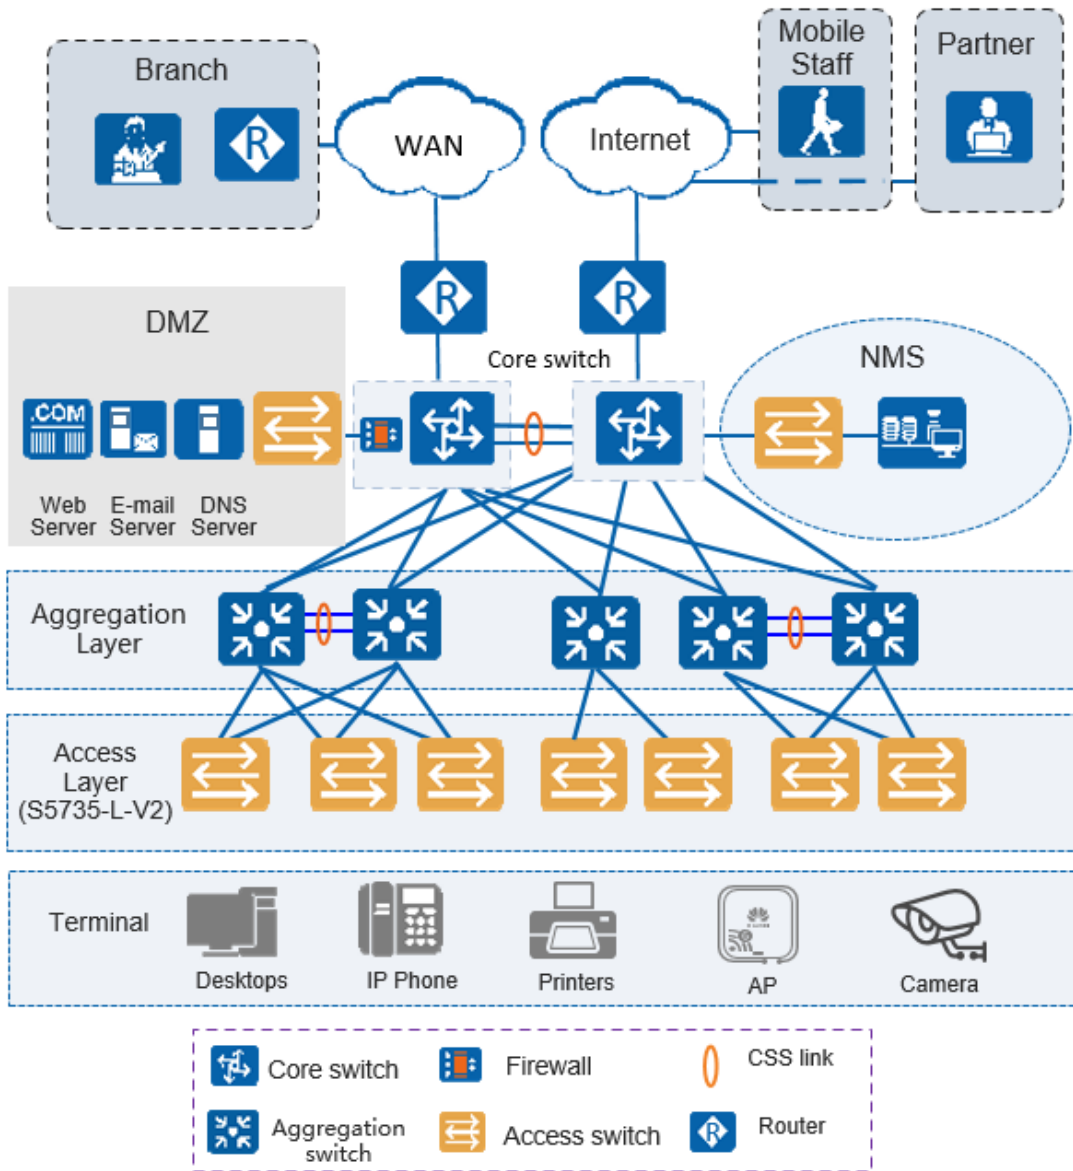 Branch
WAN
Internet
Mobile
Staff
Partner
R
R
R
DMZ
Core switch
NMS
.COM
Web
Server
E-mail
Server
DNS
Server
Aggregation
Layer
Access
Layer
(S5735-L-V2)
Terminal
Desktops
IP Phone
Printers
AP
Camera
Core switch
Firewall
CSS link
Aggregation
switch
Access switch
R
Router